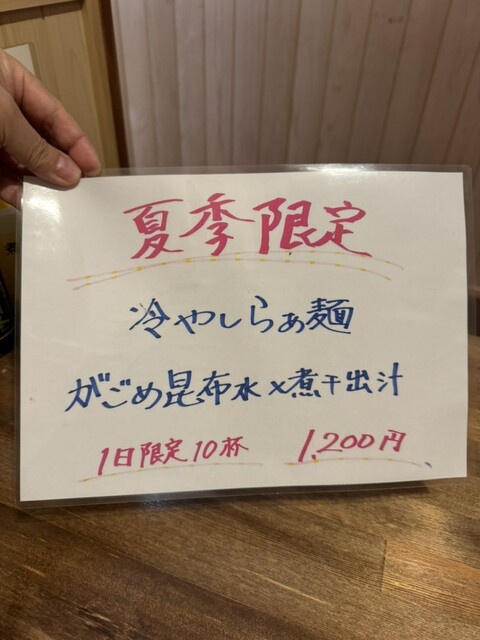 夏季限定
冷やしらぁ麺
がごめ昆布水×煮干出汁
1日限定10杯 1,200円